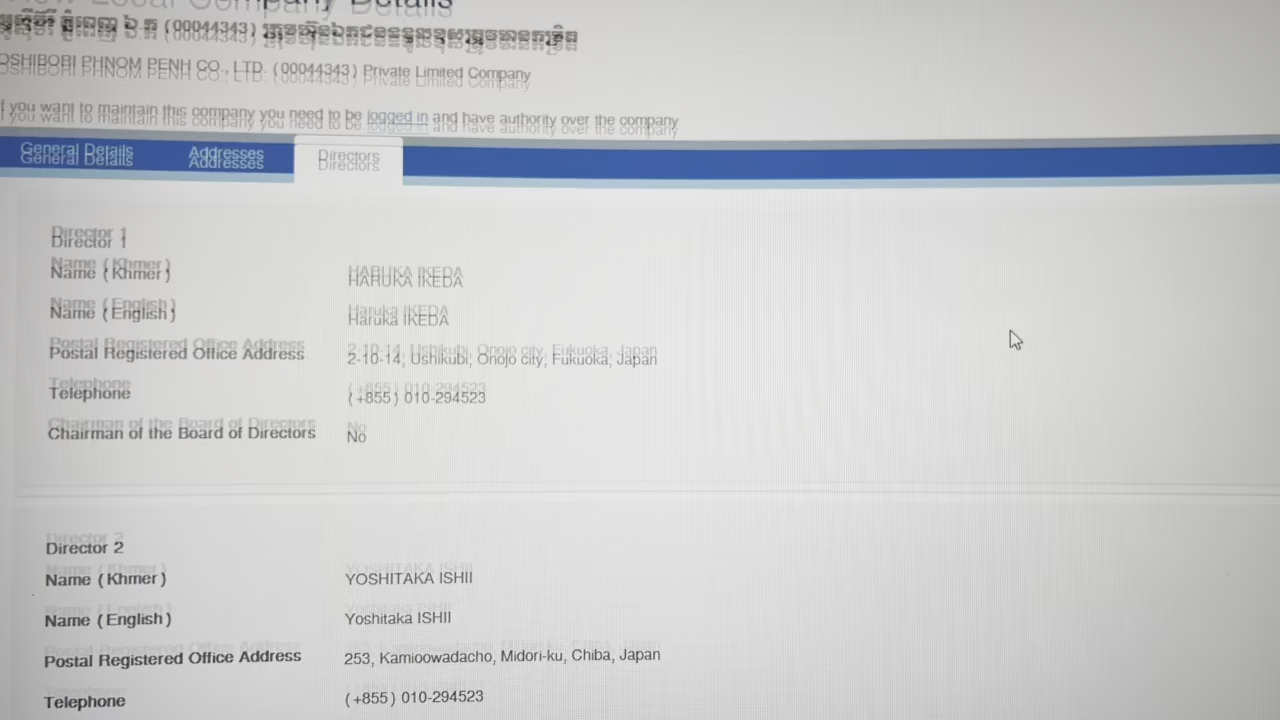 Company Details
(00044343)
OSHIBORI PHNOM PENH CO., LTD. (00044343) Private Limited Company
If you want to maintain this company you need to be logged in and have authority over the company
General Details Addresses Directors
Director 1
Name (Khmer) HARUKA IKEDA
Name (English) Haruka IKEDA
Postal Registered Office Address 2-10-14, Ushikubi, Onojo city, Fukuoka, Japan
Telephone (+855) 010-294523
Chairman of the Board of Directors No
Director 2
Name (Khmer) YOSHITAKA ISHII
Name (English) Yoshitaka ISHII
Postal Registered Office Address 253, Kamioowadacho, Midori-ku, Chiba, Japan
Telephone (+855) 010-294523